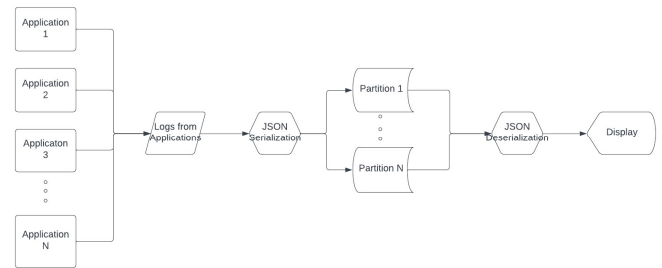 Application
1
Application
2
Applicaton
3
Application
N
Logs from
Applications
JSON
Serialization
Partition 1
Partition N
JSON
Deserialization
Display